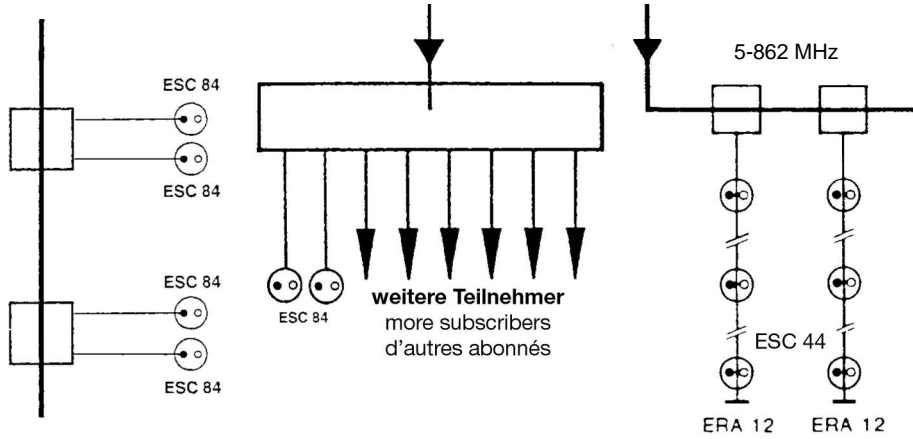 ESC 84
ESC 84
ESC 84
ESC 84
ESC 84
weitere Teilnehmer
more subscribers
d'autres abonnés
5-862 MHz
ESC 44
ERA 12 ERA 12